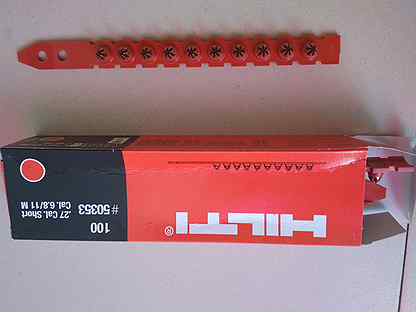 HILTI®
100
#50353
.27 Cal. Short
Cal. 6.8/11 M